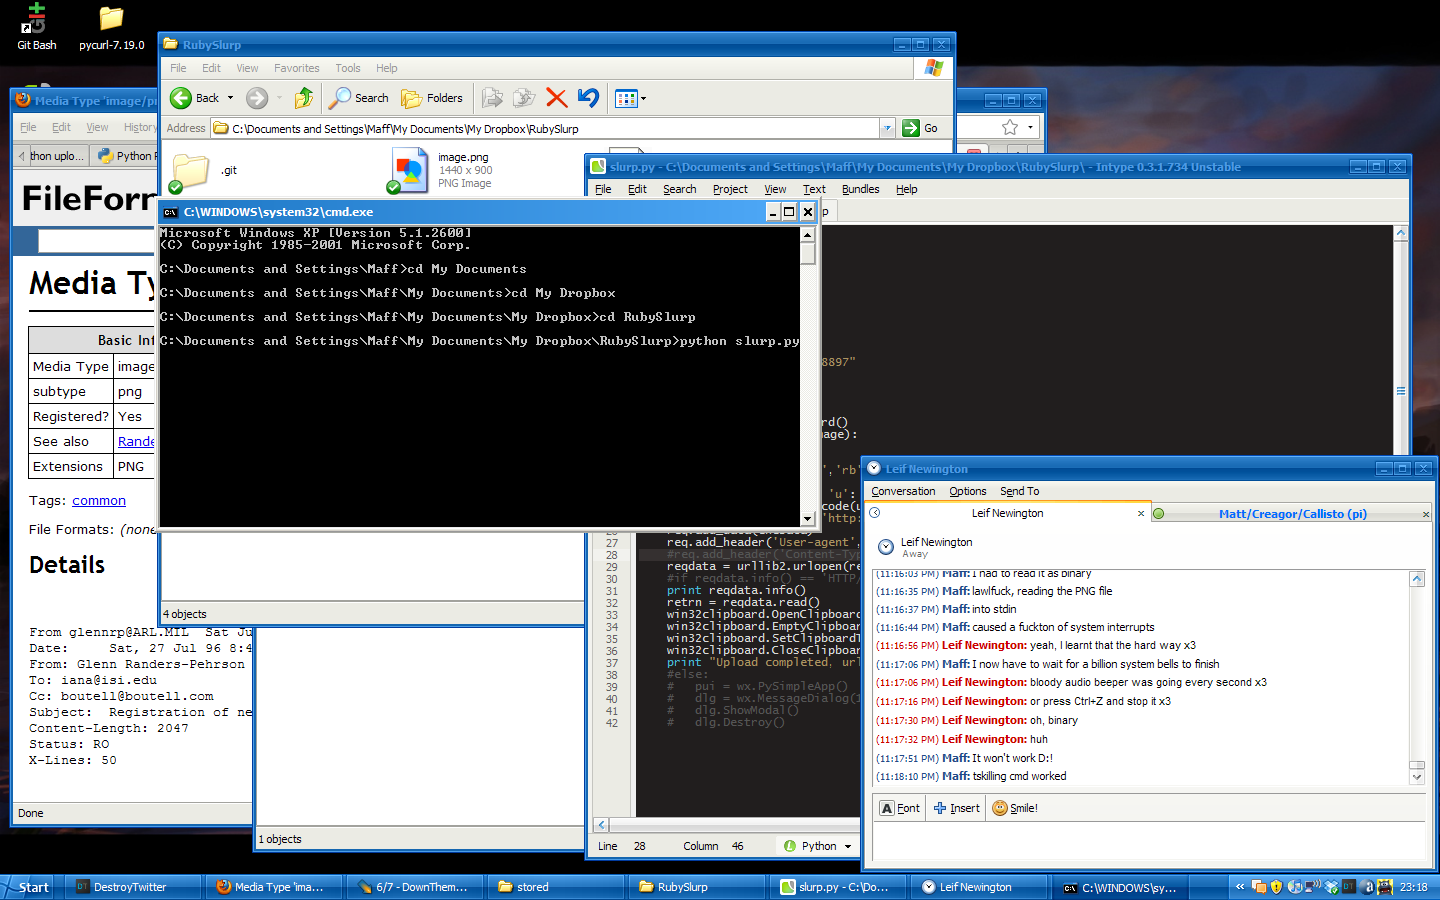 Git Bash
pycurl-7.19.0
RubySlurp
File Edit View Favorites Tools Help
Back Search Folders
Address C:\Documents and Settings\Maff\My Documents\My Dropbox\RubySlurp Go
.git
image.png
1440 x 900
PNG Image
4 objects
Media Type 'image/p
File Edit View History
thon uplo... Python
FileForm
Media Ty
Basic Inf
Media Type image
subtype png
Registered? Yes
See also Rande
Extensions PNG
Tags: common
File Formats: (none
Details
From glennrp@ARL.MIL Sat Ju
Date: Sat, 27 Jul 96 8:4
From: Glenn Randers-Pehrson
To: iana@isi.edu
Cc: boutell@boutell.com
Subject: Registration of ne
Content-Length: 2047
Status: RO
X-Lines: 50
Done
1 objects
slurp.py - C:\Documents and Settings\Maff\My Documents\My Dropbox\RubySlurp\ - Intype 0.3.1.734 Unstable
File Edit Search Project View Text Bundles Help
p
8897"
rd()
mage):
','rb'
'u':
code(u
'http:
27 req.add_header('User-agent',
28 #req.add_header('Content-Typ
29 reqdata = urllib2.urlopen(re
30 #if reqdata.info() == 'HTTP/
31 print reqdata.info()
32 retrn = reqdata.read()
33 win32clipboard.OpenClipboard
34 win32clipboard.EmptyClipboar
35 win32clipboard.SetClipboardT
36 win32clipboard.CloseClipboar
37 print "Upload completed, url
38 #else:
39 # pui = wx.PySimpleApp()
40 # dlg = wx.MessageDialog(
41 # dlg.ShowModal()
42 # dlg.Destroy()
Line 28 Column 46 Python
C:\WINDOWS\system32\cmd.exe
Microsoft Windows XP [Version 5.1.2600]
(C) Copyright 1985-2001 Microsoft Corp.
C:\Documents and Settings\Maff>cd My Documents
C:\Documents and Settings\Maff\My Documents>cd My Dropbox
C:\Documents and Settings\Maff\My Documents\My Dropbox>cd RubySlurp
C:\Documents and Settings\Maff\My Documents\My Dropbox\RubySlurp>python slurp.py
Leif Newington
Conversation Options Send To
Leif Newington Matt/Creagor/Callisto (pi)
Leif Newington
Away
(11:16:03 PM) Maff: I had to read it as binary
(11:16:35 PM) Maff: lawlfuck, reading the PNG file
(11:16:37 PM) Maff: into stdin
(11:16:44 PM) Maff: caused a fuckton of system interrupts
(11:16:56 PM) Leif Newington: yeah, I learnt that the hard way x3
(11:17:06 PM) Maff: I now have to wait for a billion system bells to finish
(11:17:06 PM) Leif Newington: bloody audio beeper was going every second x3
(11:17:16 PM) Leif Newington: or press Ctrl+Z and stop it x3
(11:17:30 PM) Leif Newington: oh, binary
(11:17:32 PM) Leif Newington: huh
(11:17:51 PM) Maff: It won't work D:!
(11:18:10 PM) Maff: tskilling cmd worked
Font Insert Smile!
Start DestroyTwitter Media Type 'ima... 6/7 - DownThem... stored RubySlurp slurp.py - C:\Do... Leif Newington C:\WINDOWS\sy... 23:18